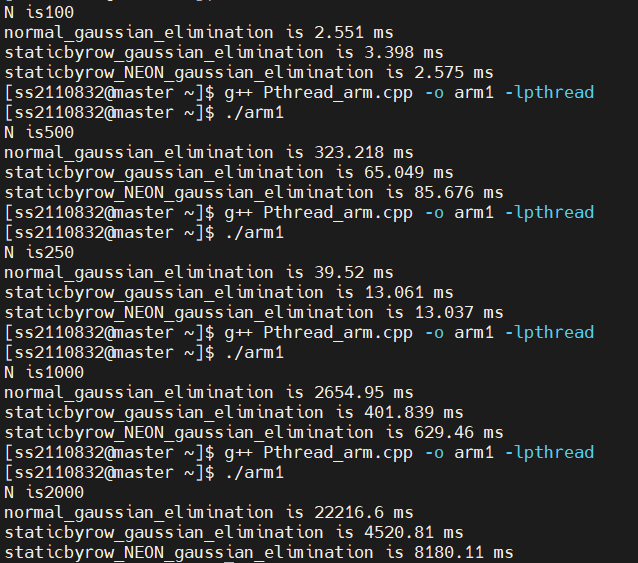 N is100
normal_gaussian_elimination is 2.551 ms
staticbyrow_gaussian_elimination is 3.398 ms
staticbyrow_NEON_gaussian_elimination is 2.575 ms
[ss2110832@master ~]$ g++ Pthread_arm.cpp -o arm1 -lpthread
[ss2110832@master ~]$ ./arm1
N is500
normal_gaussian_elimination is 323.218 ms
staticbyrow_gaussian_elimination is 65.049 ms
staticbyrow_NEON_gaussian_elimination is 85.676 ms
[ss2110832@master ~]$ g++ Pthread_arm.cpp -o arm1 -lpthread
[ss2110832@master ~]$ ./arm1
N is250
normal_gaussian_elimination is 39.52 ms
staticbyrow_gaussian_elimination is 13.061 ms
staticbyrow_NEON_gaussian_elimination is 13.037 ms
[ss2110832@master ~]$ g++ Pthread_arm.cpp -o arm1 -lpthread
[ss2110832@master ~]$ ./arm1
N is1000
normal_gaussian_elimination is 2654.95 ms
staticbyrow_gaussian_elimination is 401.839 ms
staticbyrow_NEON_gaussian_elimination is 629.46 ms
[ss2110832@master ~]$ g++ Pthread_arm.cpp -o arm1 -lpthread
[ss2110832@master ~]$ ./arm1
N is2000
normal_gaussian_elimination is 22216.6 ms
staticbyrow_gaussian_elimination is 4520.81 ms
staticbyrow_NEON_gaussian_elimination is 8180.11 ms